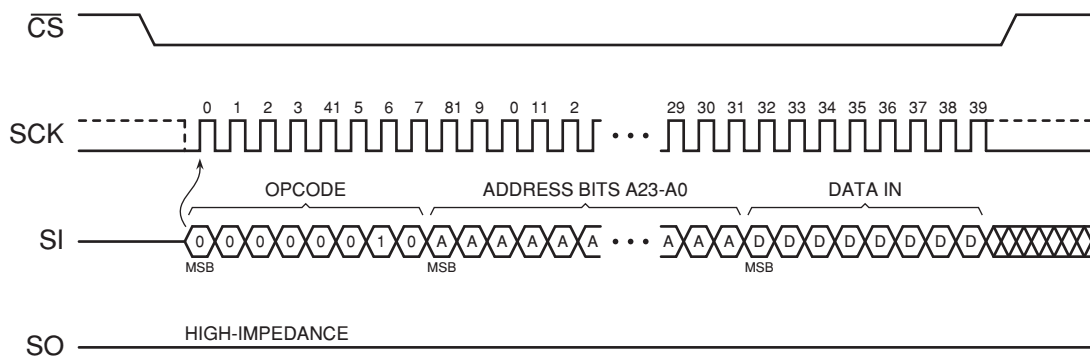 CS
0 1 2 3 41 5 6 7 81 9 0 11 2 29 30 31 32 33 34 35 36 37 38 39
SCK
OPCODE ADDRESS BITS A23-A0 DATA IN
SI 0 0 0 0 0 0 1 0 A A A A A A • • • A A A D D D D D D D D
MSB MSB MSB
HIGH-IMPEDANCE
SO